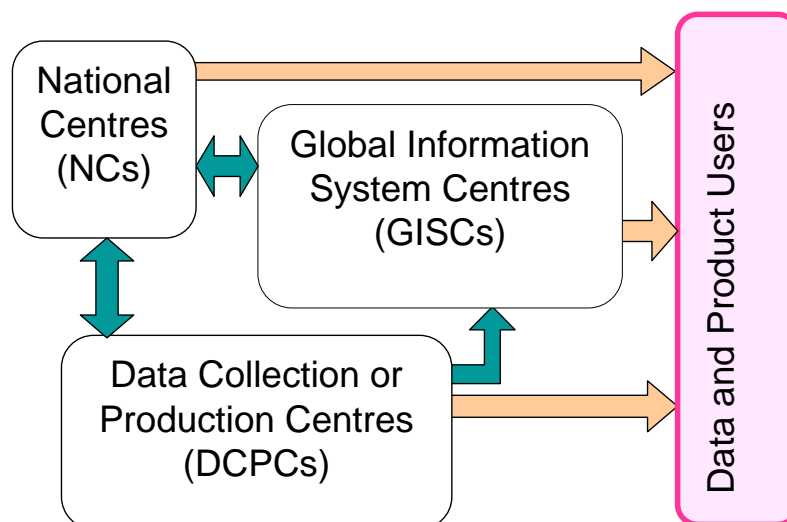 National
Centres
(NCs)
Global Information
System Centres
(GISCs)
Data Collection or
Production Centres
(DCPCs)
Data and Product Users